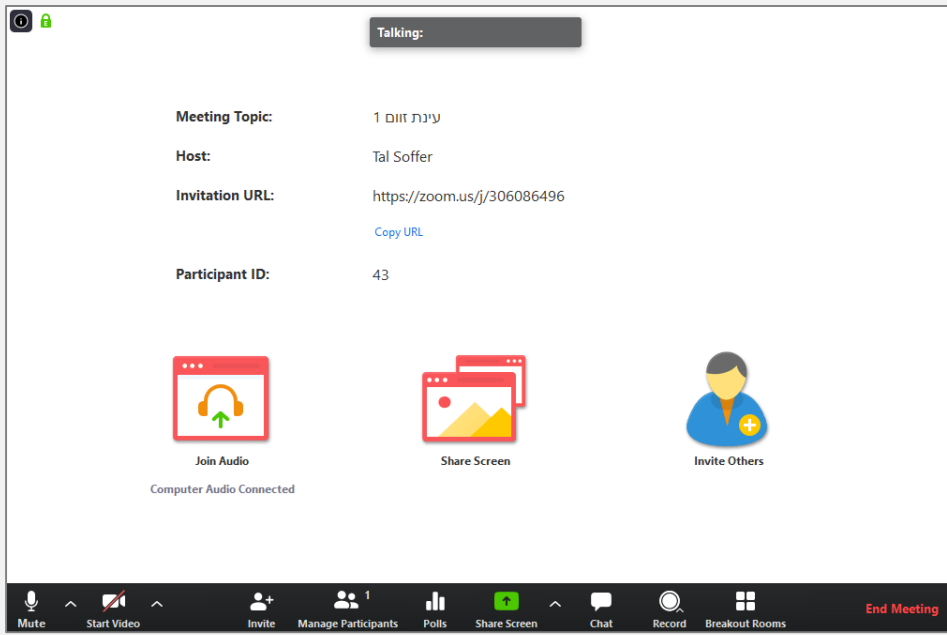 Talking:
Meeting Topic: עינת זוום 1
Host: Tal Soffer
Invitation URL: https://zoom.us/j/306086496
Copy URL
Participant ID: 43
Join Audio Share Screen Invite Others
Computer Audio Connected
1
Mute Start Video Invite Manage Participants Polls Share Screen Chat Record Breakout Rooms End Meeting